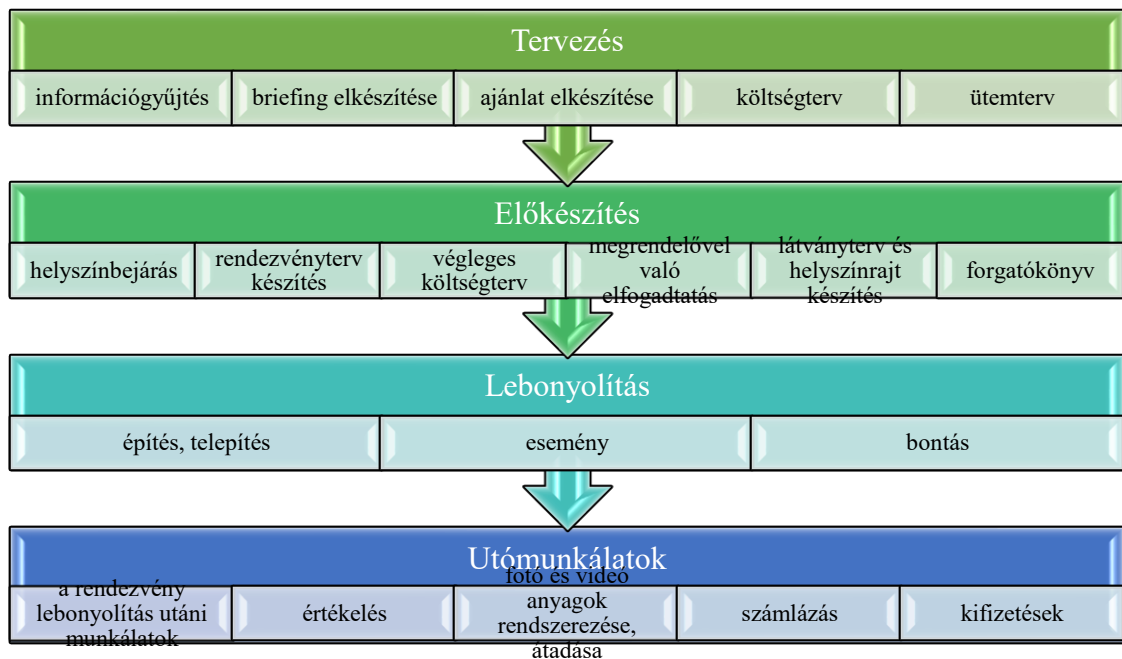 Tervezés
információgyűjtés
briefing elkészítése
ajánlat elkészítése
költségterv
ütemterv
Előkészítés
helyszínbejárás
rendezvényterv
készítés
végleges
költségterv
megrendelővel
való
elfogadtatás
látványterv és
helyszínrajt
készítés
forgatókönyv
Lebonyolítás
építés, telepítés
esemény
bontás
Utómunkálatok
a rendezvény
lebonyolítás utáni
munkálatok
értékelés
fotó és videó
anyagok
rendszerezése,
átadása
számlázás
kifizetések